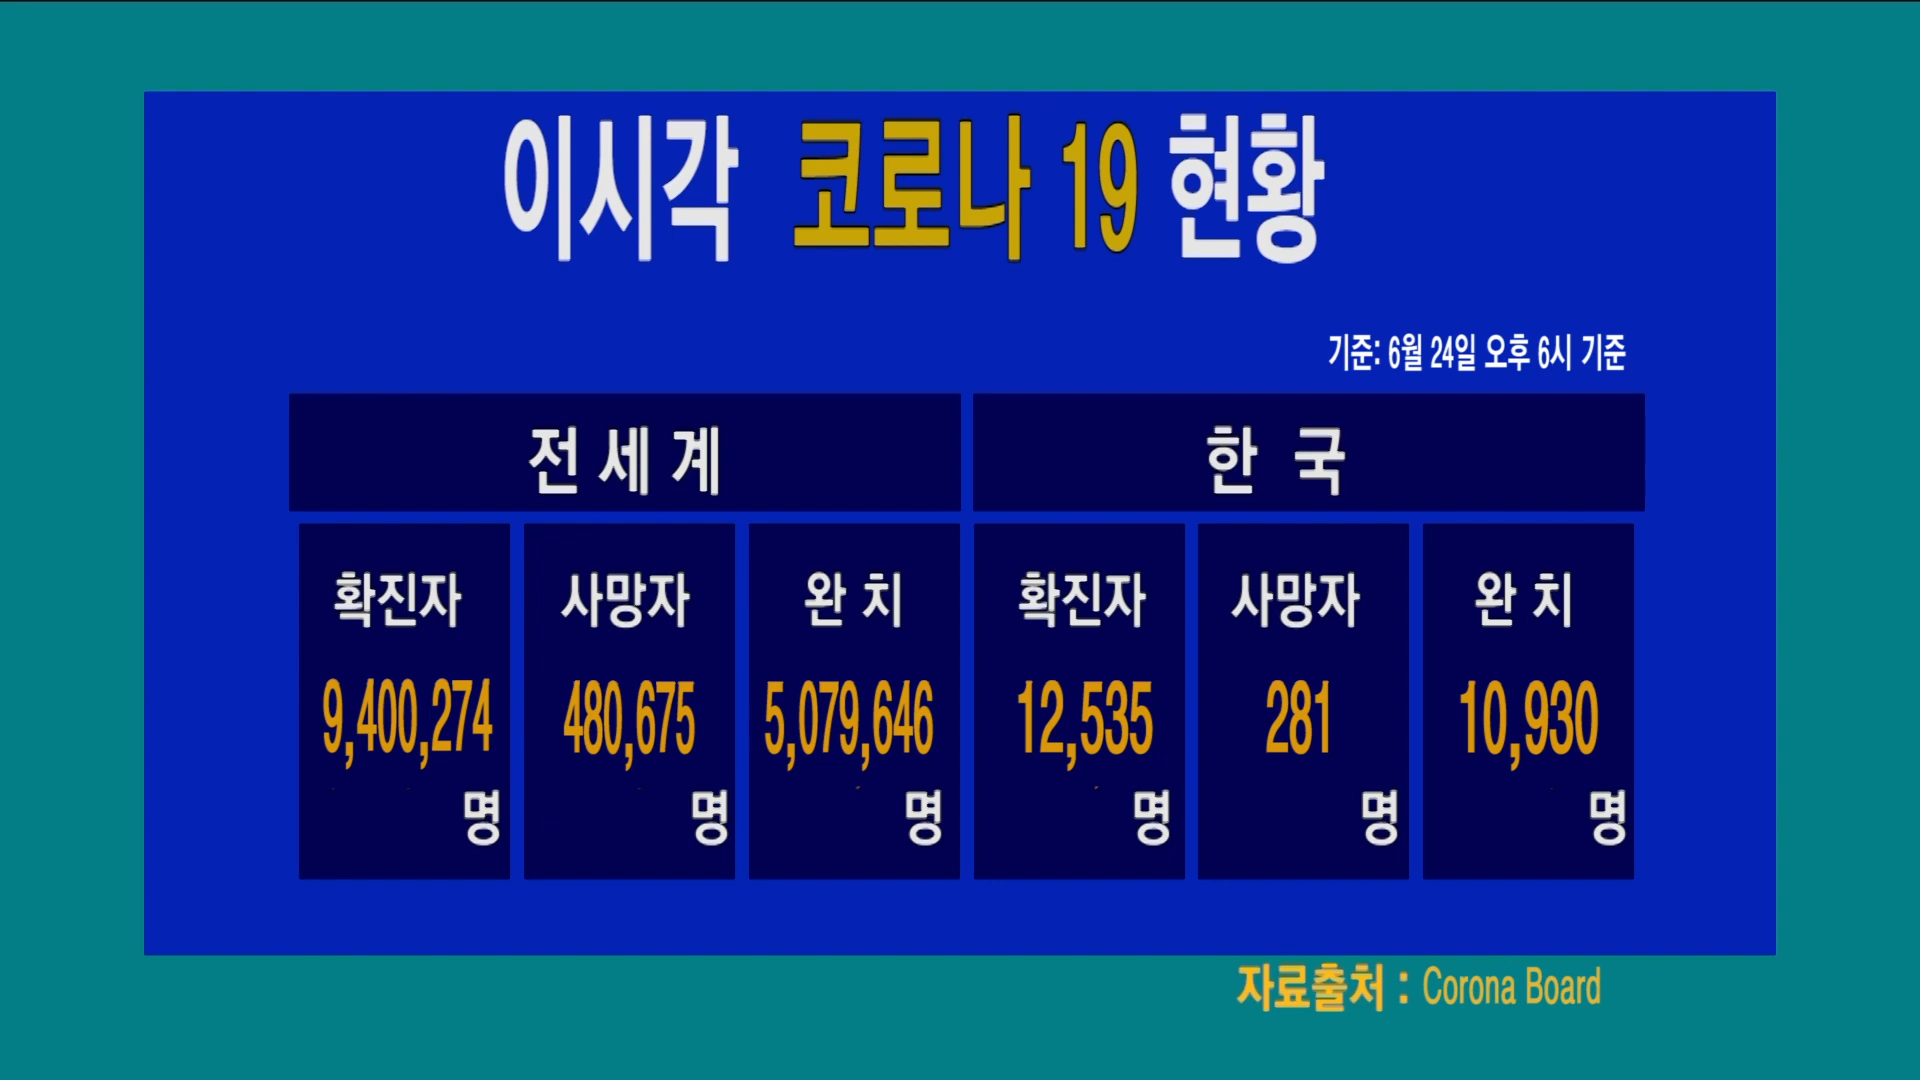 이시각 코로나 19 현황
기준: 6월 24일 오후 6시 기준
전 세 계 한 국
확진자 사망자 완 치 확진자 사망자 완 치
9,400,274 480,675 5,079,646 12,535 281 10,930
명 명 명 명 명 명
자료출처 : Corona Board